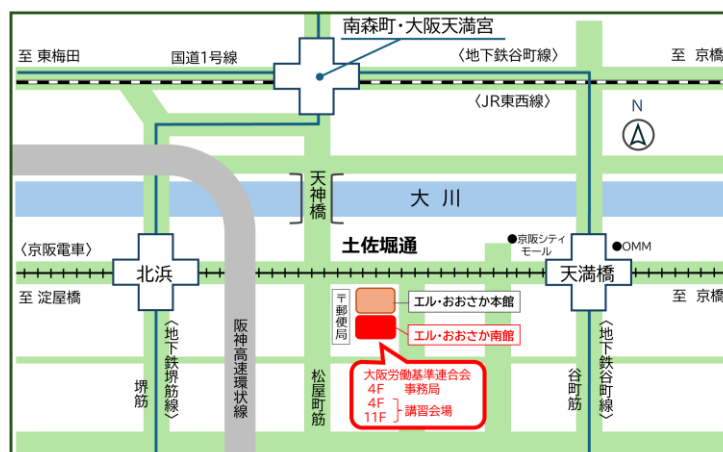 南森町・大阪天満宮
至 東梅田
国道1号線
〈地下鉄谷町線〉
至 京橋
〈JR東西線〉
N
天神橋
大川
〈京阪電車〉
北浜
土佐堀通
●京阪シティ
モール
天満橋
●OMM
至 淀屋橋
〒郵便局
エル・おおさか本館
至 京橋
エル・おおさか南館
堺筋
〈地下鉄堺筋線〉
阪神高速環状線
松屋町筋
大阪労働基準連合会
4F 事務局
4F
11F
講習会場
谷町筋
〈地下鉄谷町線〉